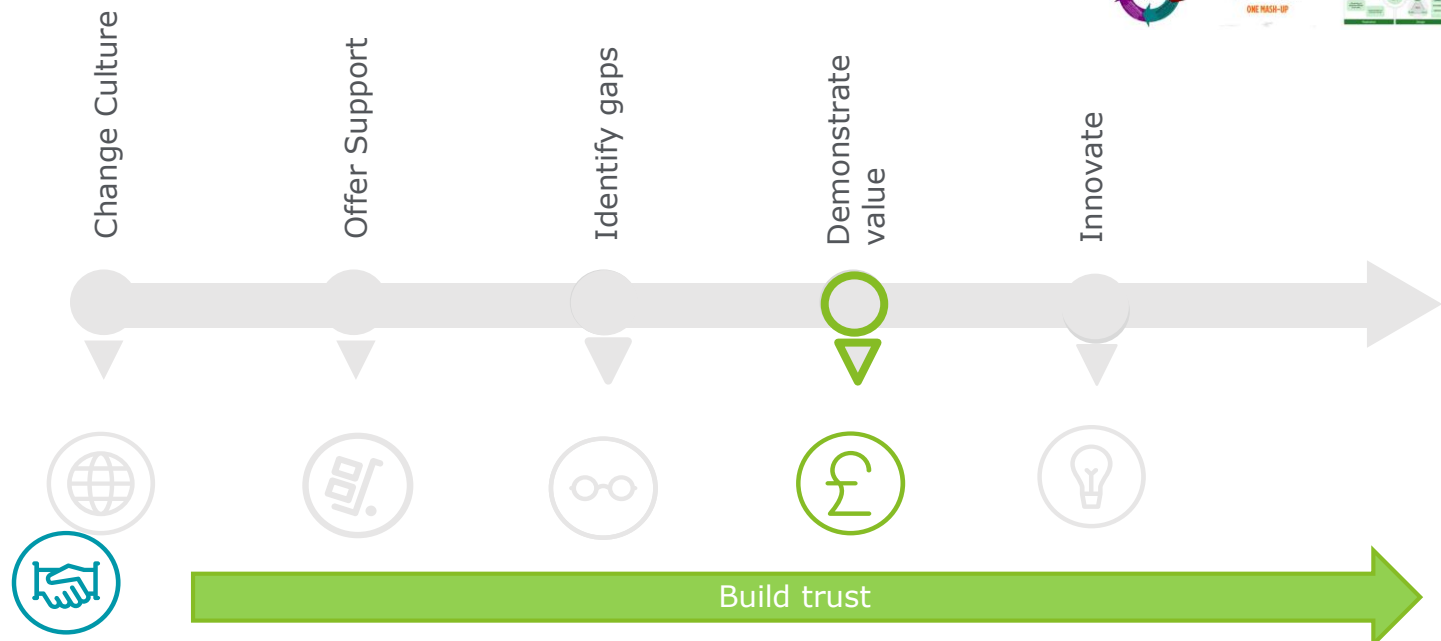 ONE MASH-UP
Change Culture
Offer Support
Identify gaps
Demonstrate
value
Innovate
£
Build trust